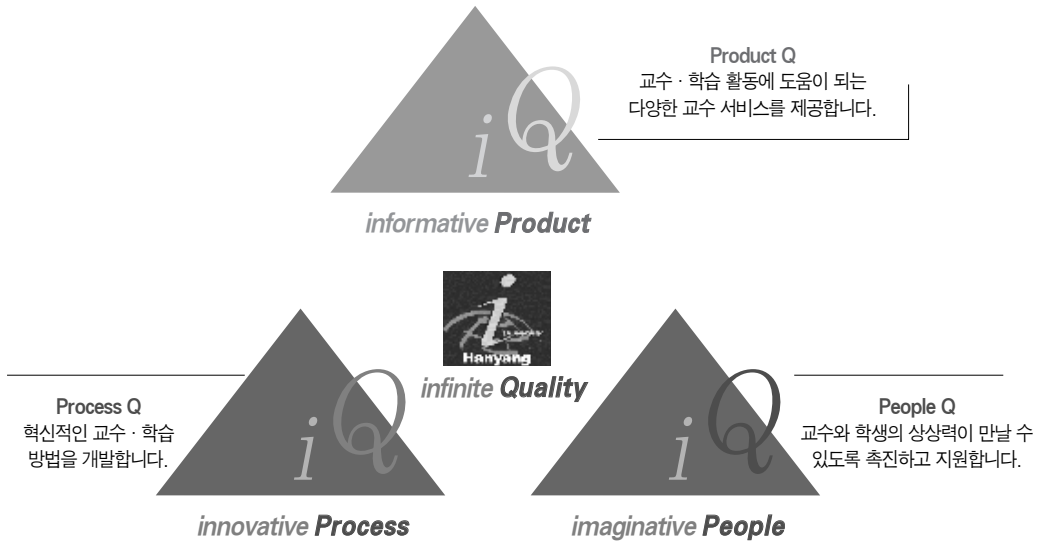 Product Q
교수 · 학습 활동에 도움이 되는
다양한 교수 서비스를 제공합니다.
i Q
informative Product
Hanyang
infinite Quality
Process Q
혁신적인 교수 · 학습
방법을 개발합니다.
i Q
innovative Process
i Q
People Q
교수와 학생의 상상력이 만날 수
있도록 촉진하고 지원합니다.
imaginative People